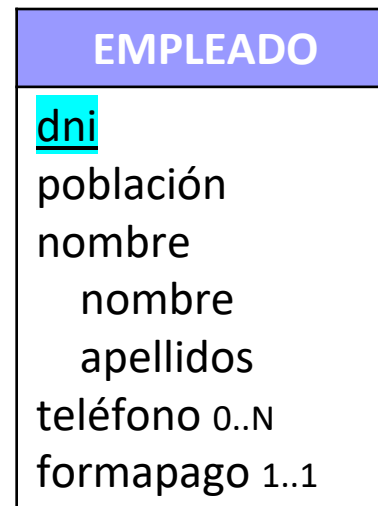 EMPLEADO
dni
población
nombre
nombre
apellidos
teléfono 0..N
formapago 1..1